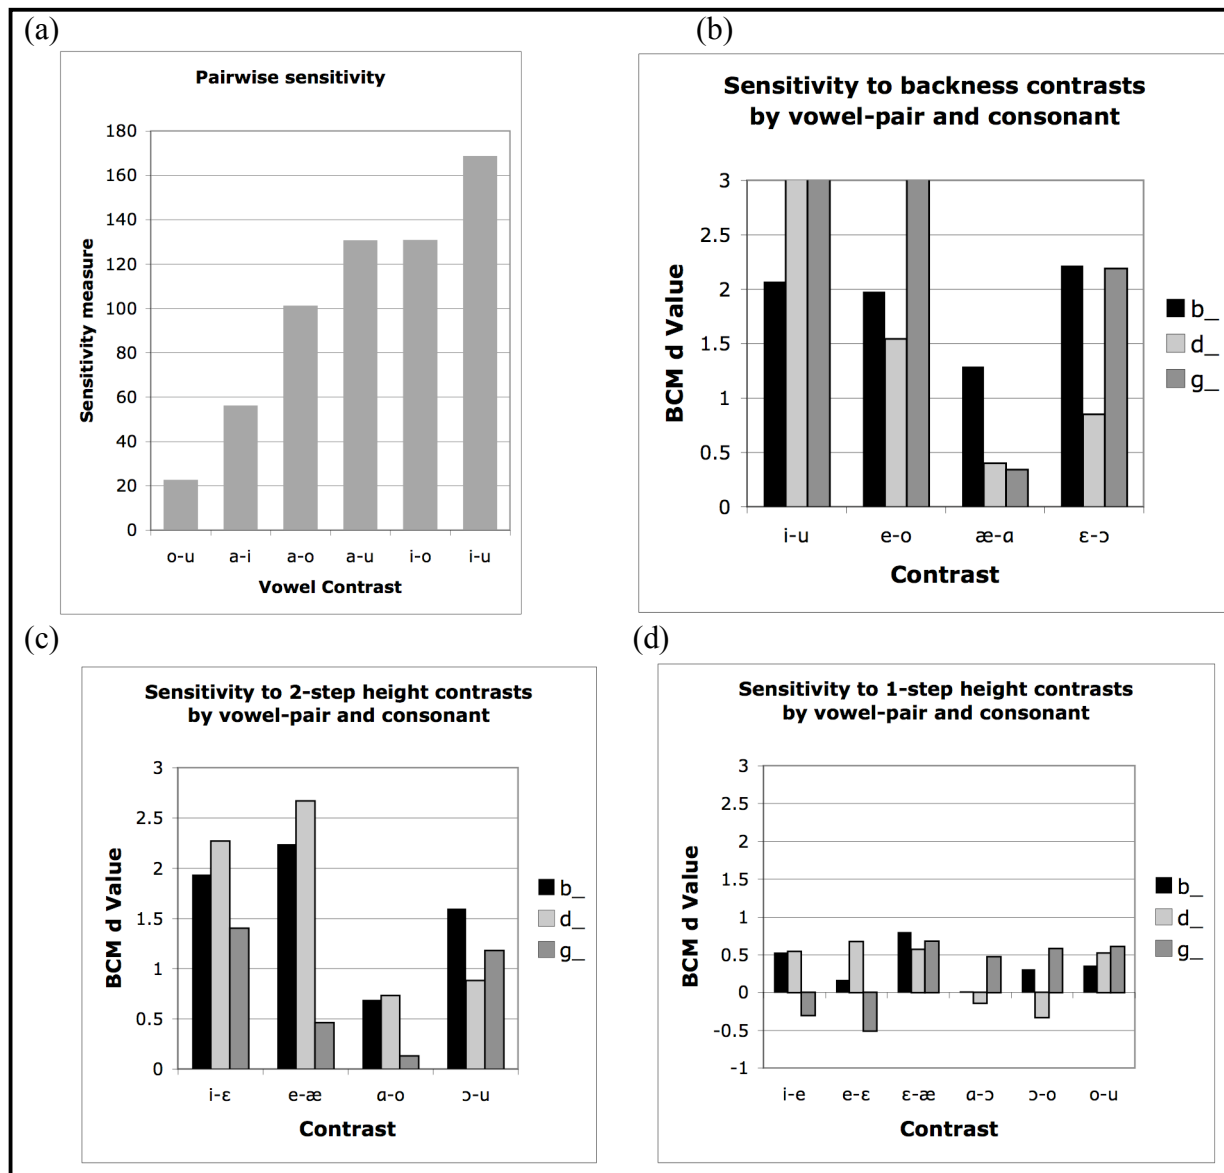 (a)
Pairwise sensitivity
Sensitivity measure
180
160
140
120
100
80
60
40
20
0
o-u a-i a-o a-u i-o i-u
Vowel Contrast
(b)
Sensitivity to backness contrasts
by vowel-pair and consonant
BCM d Value
3
2.5
2
1.5
1
0.5
0
i-u e-o æ-ɑ ɛ-ɔ
Contrast
b_
d_
g_
(c)
Sensitivity to 2-step height contrasts
by vowel-pair and consonant
BCM d Value
3
2.5
2
1.5
1
0.5
0
i-ɛ e-æ ɑ-o ɔ-u
Contrast
b_
d_
g_
(d)
Sensitivity to 1-step height contrasts
by vowel-pair and consonant
BCM d Value
3
2.5
2
1.5
1
0.5
0
-0.5
-1
i-e e-ɛ ɛ-æ ɑ-ɔ ɔ-o o-u
Contrast
b_
d_
g_